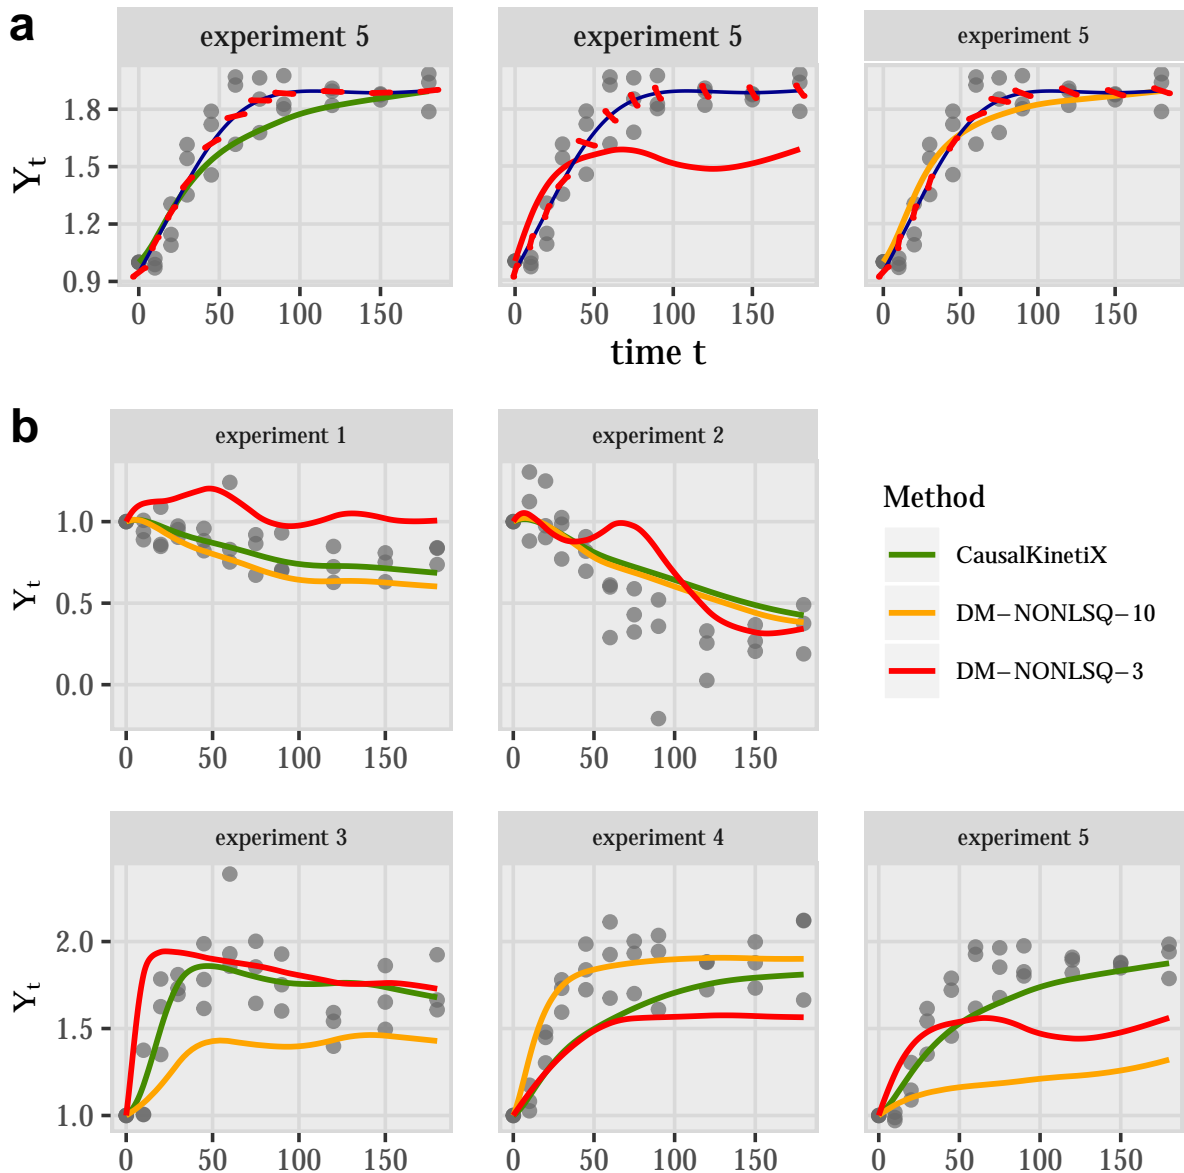 a
experiment 5 experiment 5 experiment 5
Y_t
1.8
1.5
1.2
0.9
0 50 100 150 0 50 100 150 0 50 100 150
time t
b
experiment 1 experiment 2
Y_t
1.0
0.5
0.0
0 50 100 150 0 50 100 150
Method
CausalKinetiX
DM−NONLSQ−10
DM−NONLSQ−3
experiment 3 experiment 4 experiment 5
Y_t
2.0
1.5
1.0
0 50 100 150 0 50 100 150 0 50 100 150